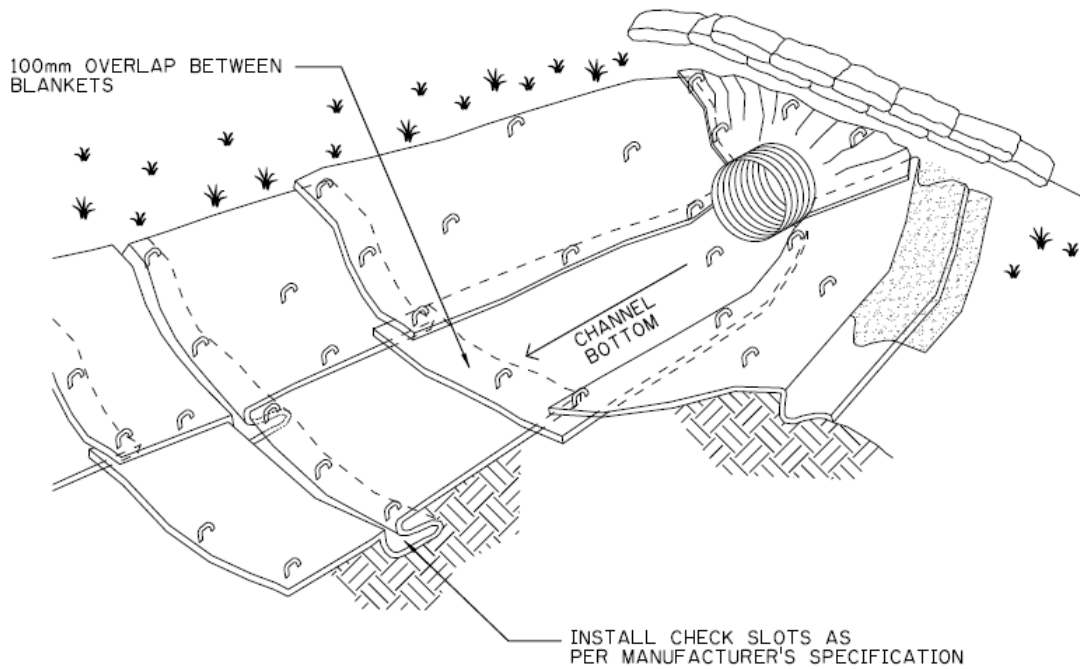 100mm OVERLAP BETWEEN
BLANKETS
CHANNEL
BOTTOM
INSTALL CHECK SLOTS AS
PER MANUFACTURER'S SPECIFICATION